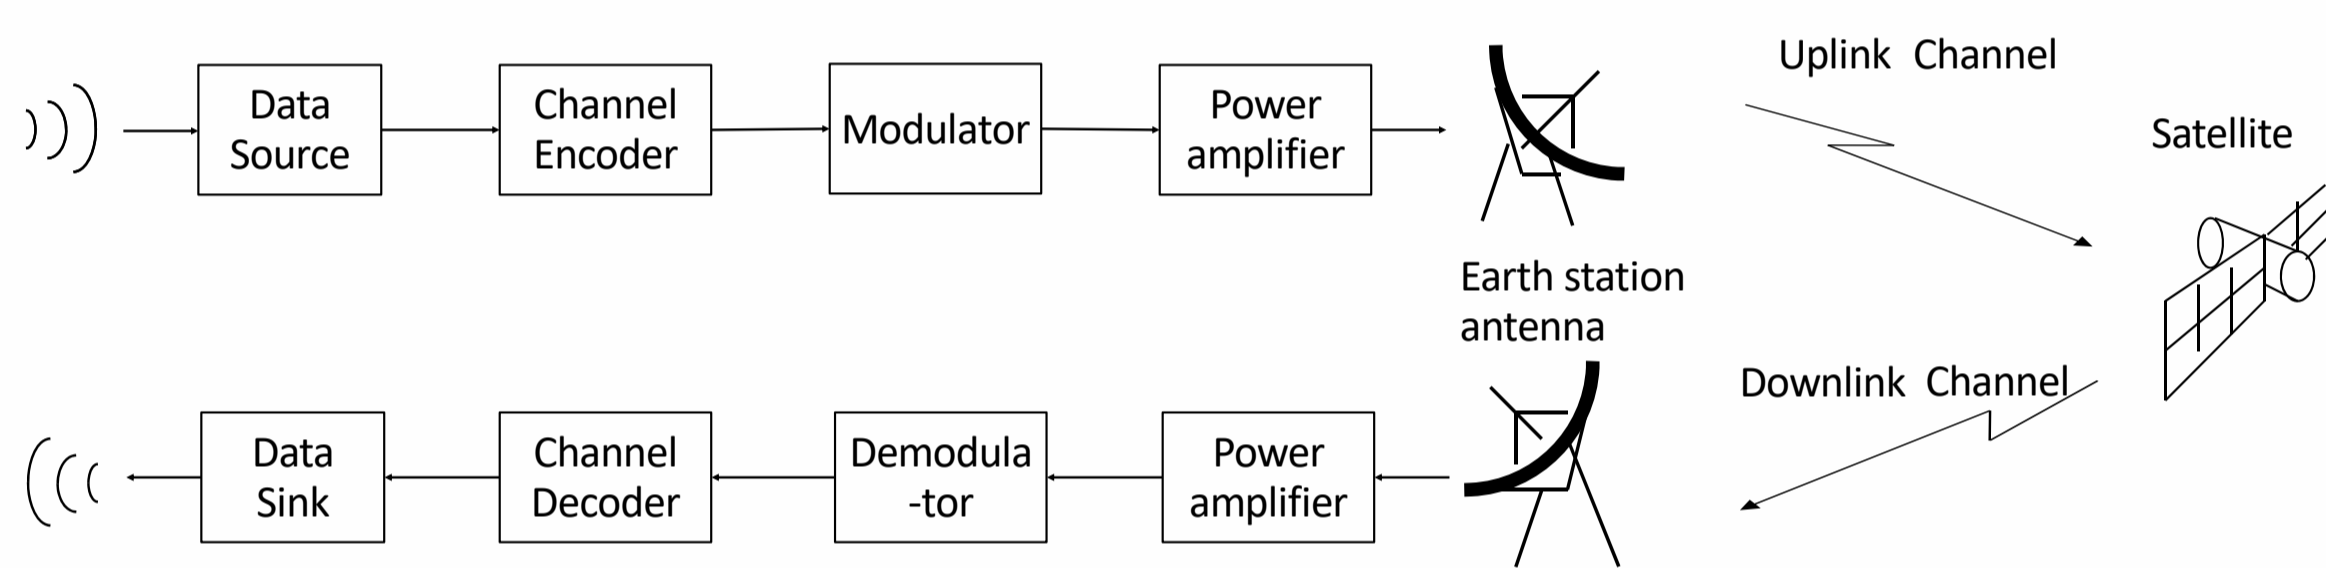 Data
Source
Channel
Encoder
Modulator
Power
amplifier
Uplink Channel
Satellite
Earth station
antenna
Downlink Channel
Data
Sink
Channel
Decoder
Demodula
-tor
Power
amplifier